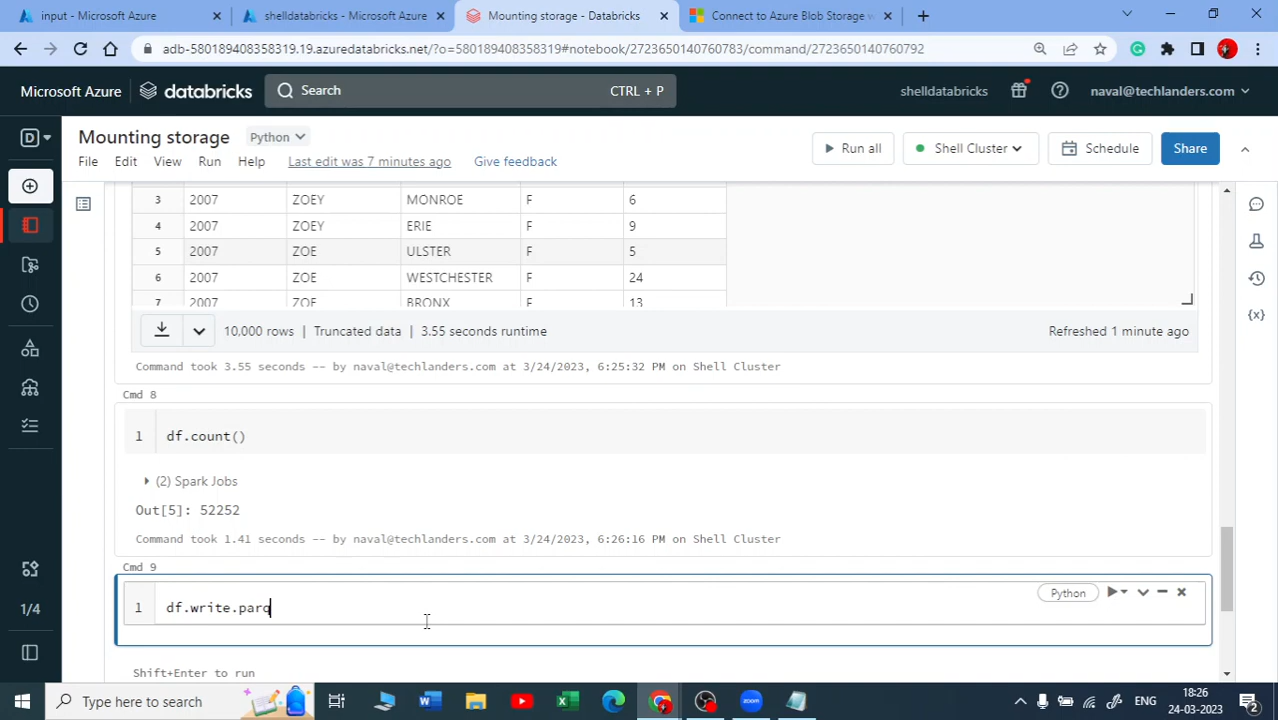 input - Microsoft Azure
shelldatabricks - Microsoft Azure
Mounting storage - Databricks
Connect to Azure Blob Storage w
adb-580189408358319.19.azuredatabricks.net/?o=580189408358319#notebook/2723650140760783/command/2723650140760792
Microsoft Azure
databricks
Search
CTRL + P
shelldatabricks
naval@techlanders.com
D
Mounting storage
Python
File
Edit
View
Run
Help
Last edit was 7 minutes ago
Give feedback
Run all
Shell Cluster
Schedule
Share
3 2007 ZOEY MONROE F 6
4 2007 ZOEY ERIE F 9
5 2007 ZOE ULSTER F 5
6 2007 ZOE WESTCHESTER F 24
7 2007 ZOE BRONX F 13
10,000 rows | Truncated data | 3.55 seconds runtime
Refreshed 1 minute ago
Command took 3.55 seconds -- by naval@techlanders.com at 3/24/2023, 6:25:32 PM on Shell Cluster
Cmd 8
1 df.count()
(2) Spark Jobs
Out[5]: 52252
Command took 1.41 seconds -- by naval@techlanders.com at 3/24/2023, 6:26:16 PM on Shell Cluster
Cmd 9
Python
1 df.write.parq
1/4
Shift+Enter to run
Type here to search
ENG
18:26
24-03-2023
2